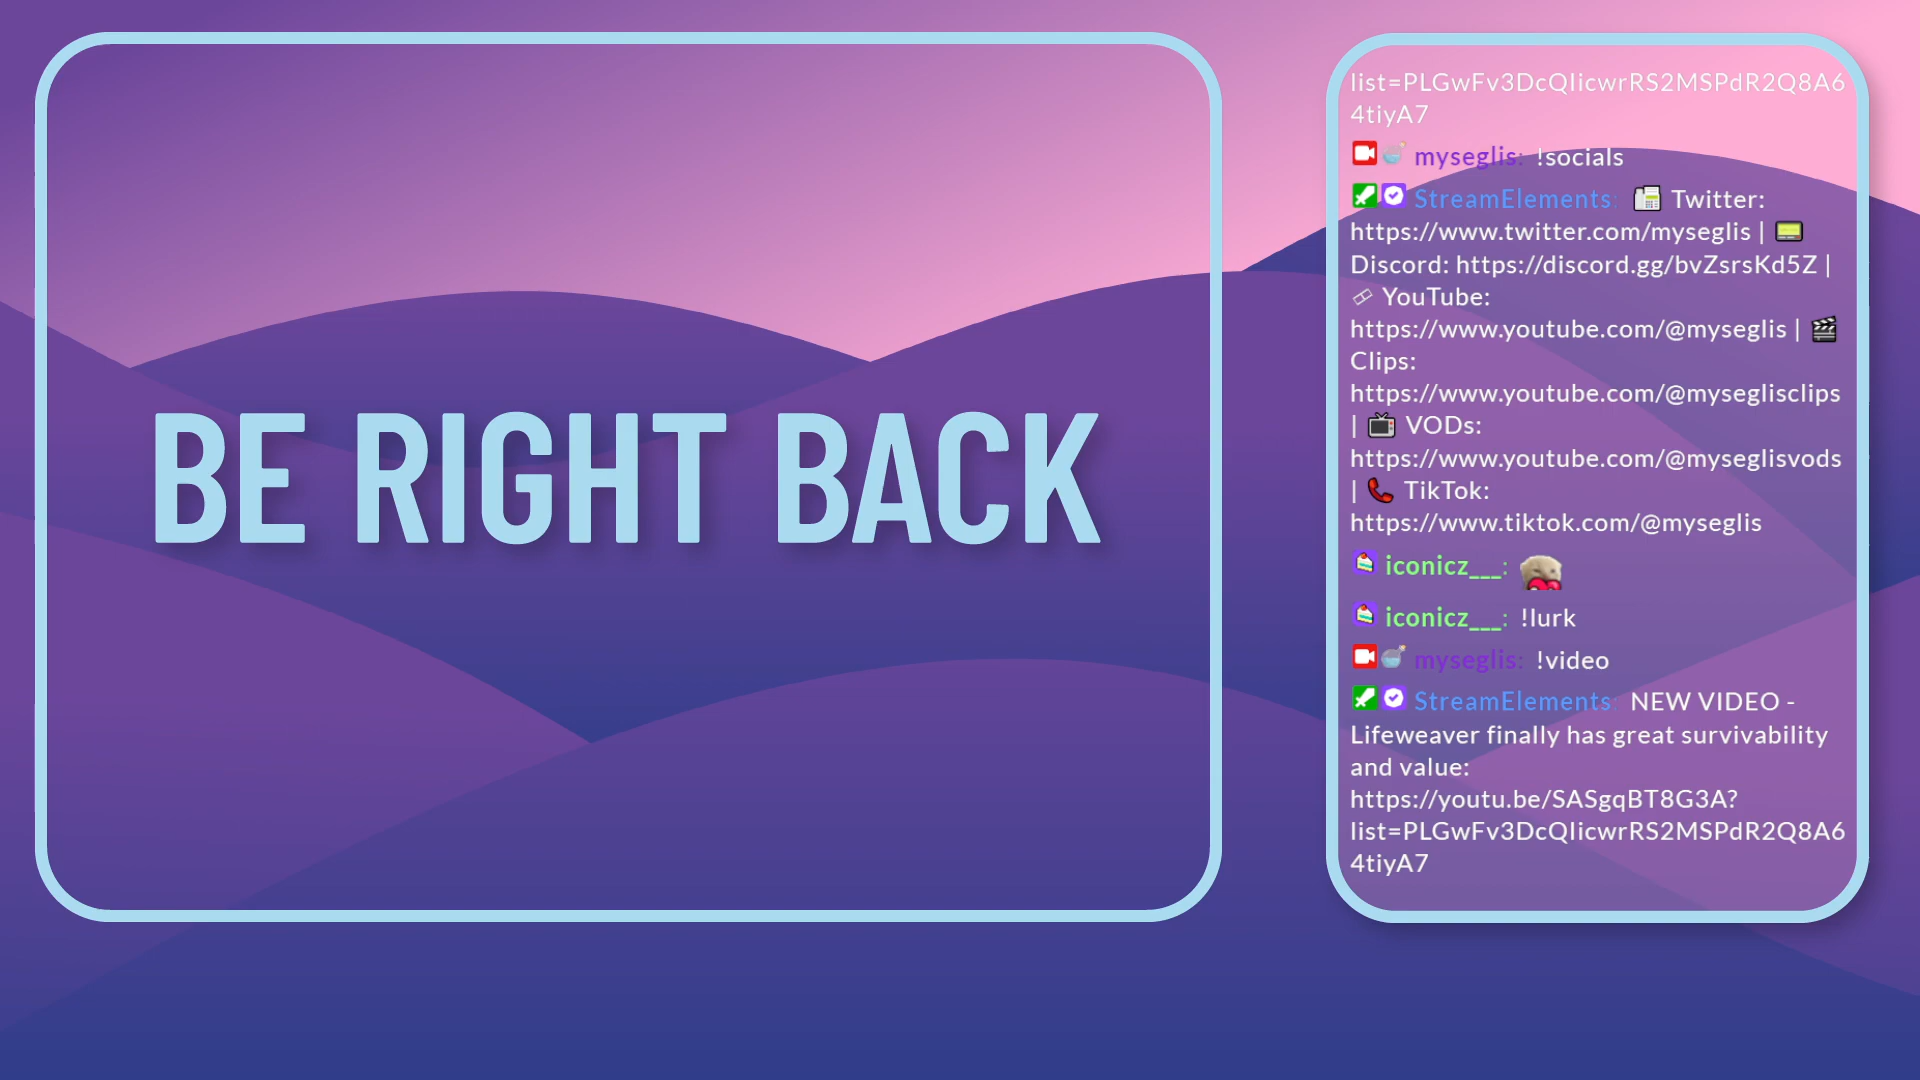 BE RIGHT BACK
list=PLGwFv3DcQIicwrRS2MSPdR2Q8A6
4tiyA7
myseglis: !socials
StreamElements: Twitter:
https://www.twitter.com/myseglis |
Discord: https://discord.gg/bvZsrsKd5Z |
YouTube:
https://www.youtube.com/@myseglis |
Clips:
https://www.youtube.com/@myseglisclips
| VODs:
https://www.youtube.com/@myseglisvods
| TikTok:
https://www.tiktok.com/@myseglis
iconicz___:
iconicz___: !lurk
myseglis: !video
StreamElements: NEW VIDEO -
Lifeweaver finally has great survivability
and value:
https://youtu.be/SASgqBT8G3A?
list=PLGwFv3DcQIicwrRS2MSPdR2Q8A6
4tiyA7